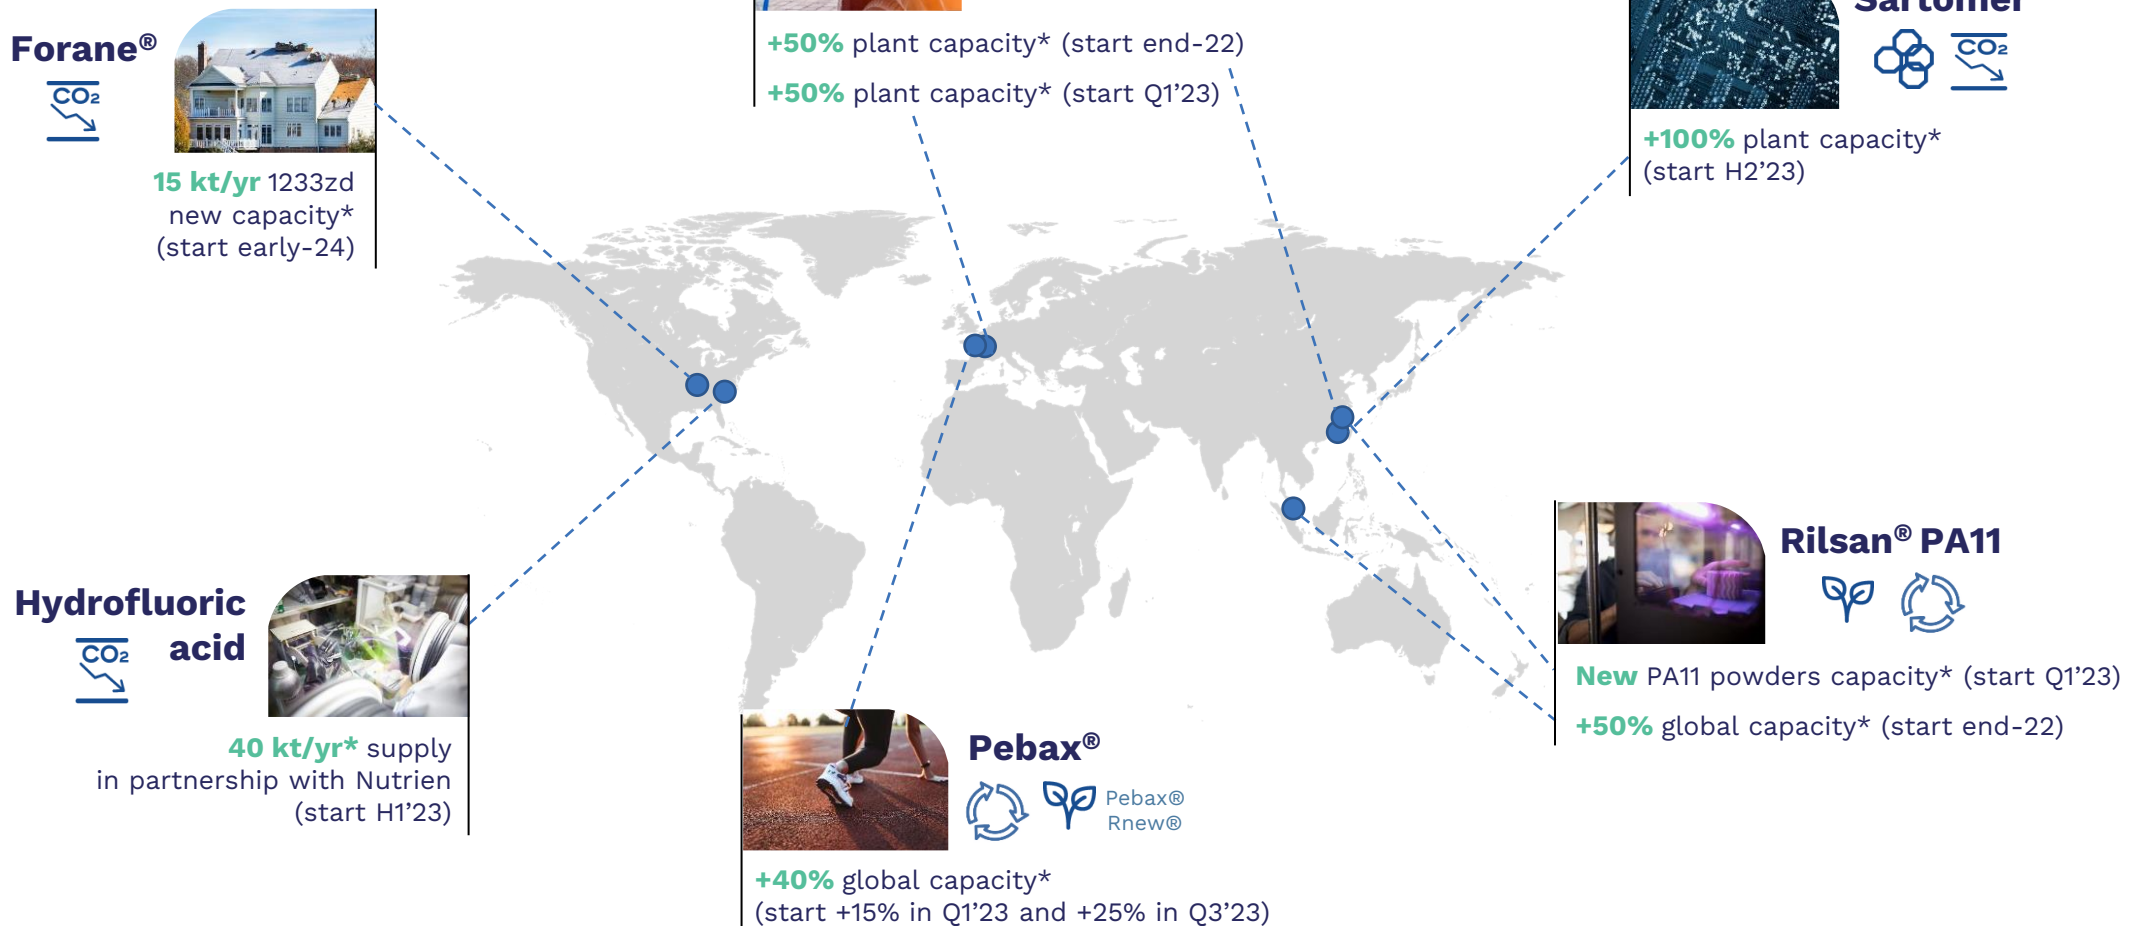 Forane®
CO₂
15 kt/yr 1233zd
new capacity*
(start early-24)
+50% plant capacity* (start end-22)
+50% plant capacity* (start Q1’23)
Sartomer
CO₂
+100% plant capacity*
(start H2’23)
Hydrofluoric
acid
CO₂
40 kt/yr* supply
in partnership with Nutrien
(start H1’23)
Pebax®
Pebax®
Rnew®
+40% global capacity*
(start +15% in Q1’23 and +25% in Q3’23)
Rilsan® PA11
New PA11 powders capacity* (start Q1’23)
+50% global capacity* (start end-22)